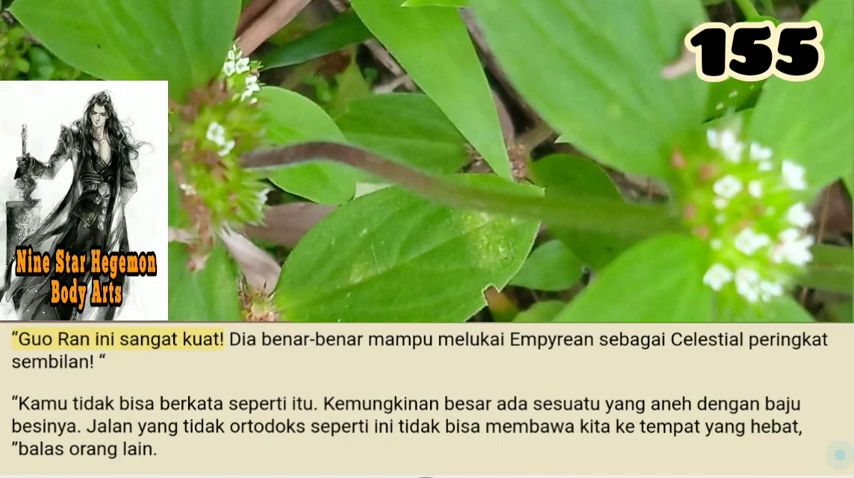 155
Nine Star Hegemon
Body Arts
“Guo Ran ini sangat kuat! Dia benar-benar mampu melukai Empyrean sebagai Celestial peringkat
sembilan! “
“Kamu tidak bisa berkata seperti itu. Kemungkinan besar ada sesuatu yang aneh dengan baju
besinya. Jalan yang tidak ortodoks seperti ini tidak bisa membawa kita ke tempat yang hebat,
”balas orang lain.